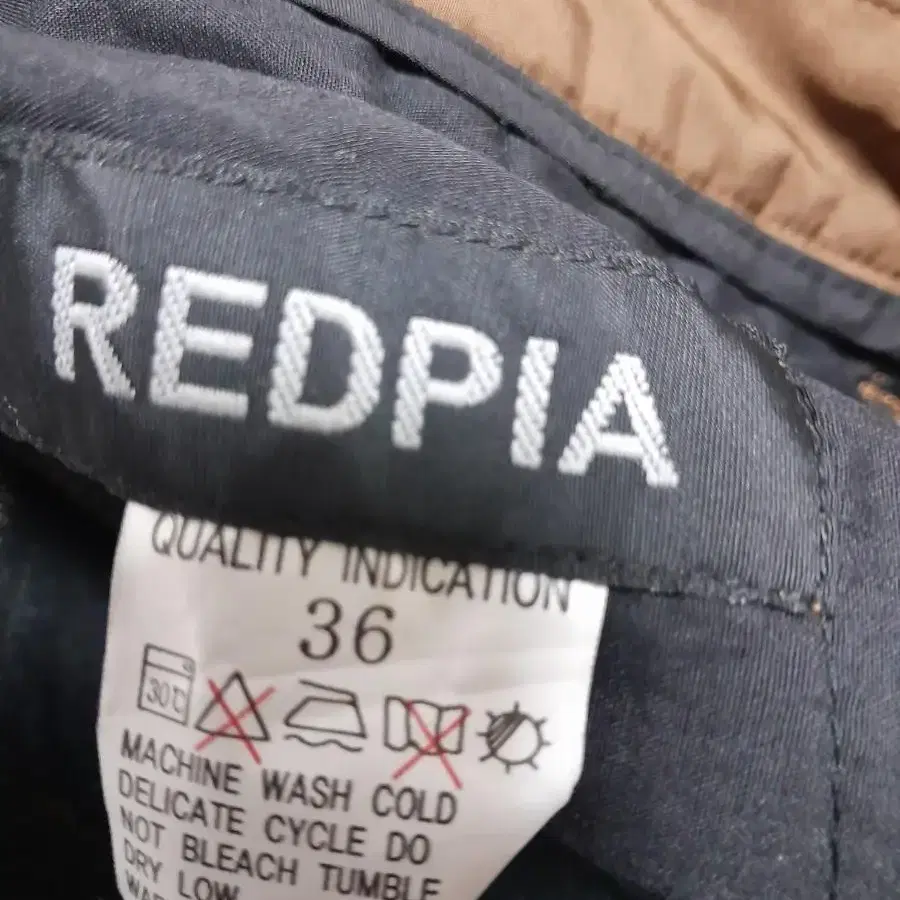 REDPIA
QUALITY INDICATION
36
30℃
MACHINE WASH COLD
DELICATE CYCLE DO
NOT BLEACH TUMBLE
DRY LOW